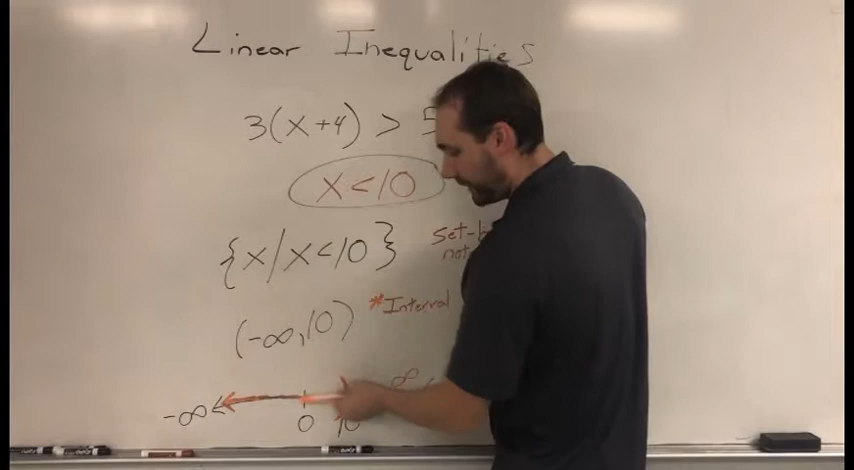 Linear Inequalities
3(x+4) > 5
x<10
{x/x<10} set-b
not
(-∞,10) *Interval
∞
-∞ 0 10